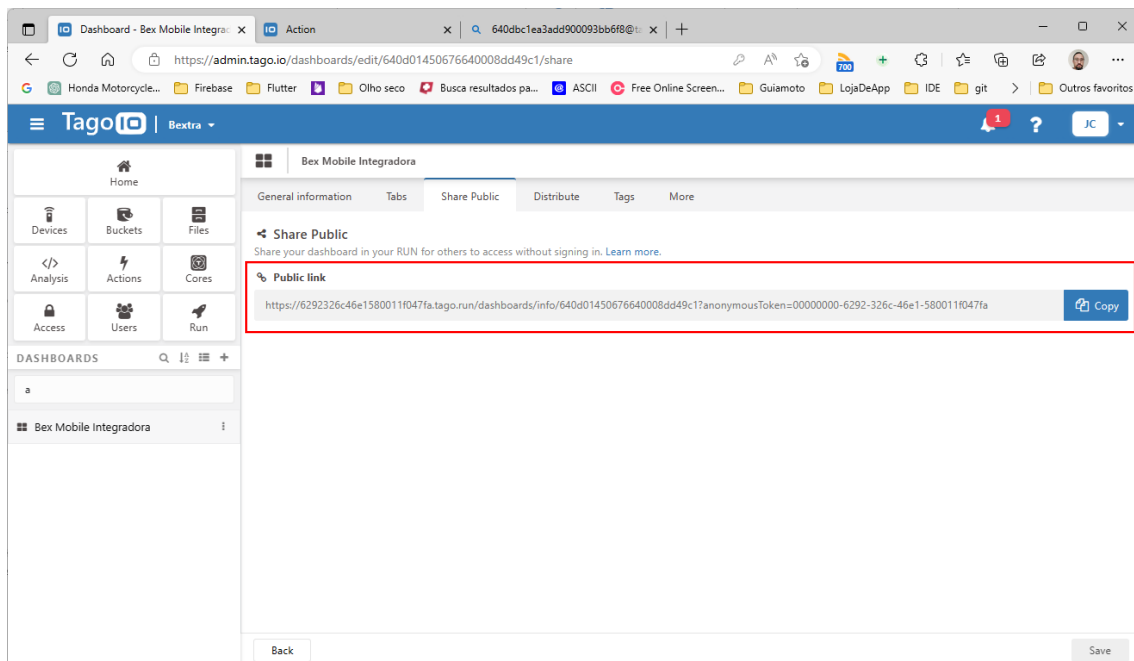 Dashboard - Bex Mobile Integrac
Action
640dbc1ea3add900093bb6f8@ta
https://admin.tago.io/dashboards/edit/640d01450676640008dd49c1/share
700
Honda Motorcycle...
Firebase
Flutter
Olho seco
Busca resultados pa...
ASCII
Free Online Screen...
Guiamoto
LojaDeApp
IDE
git
Outros favoritos
TagoIO | Bextra
1
?
JC
Home
Devices
Buckets
Files
Analysis
Actions
Cores
Access
Users
Run
DASHBOARDS
a
Bex Mobile Integradora
Bex Mobile Integradora
General information
Tabs
Share Public
Distribute
Tags
More
Share Public
Share your dashboard in your RUN for others to access without signing in. Learn more.
Public link
https://6292326c46e1580011f047fa.tago.run/dashboards/info/640d01450676640008dd49c1?anonymousToken=00000000-6292-326c-46e1-580011f047fa
Copy
Back
Save